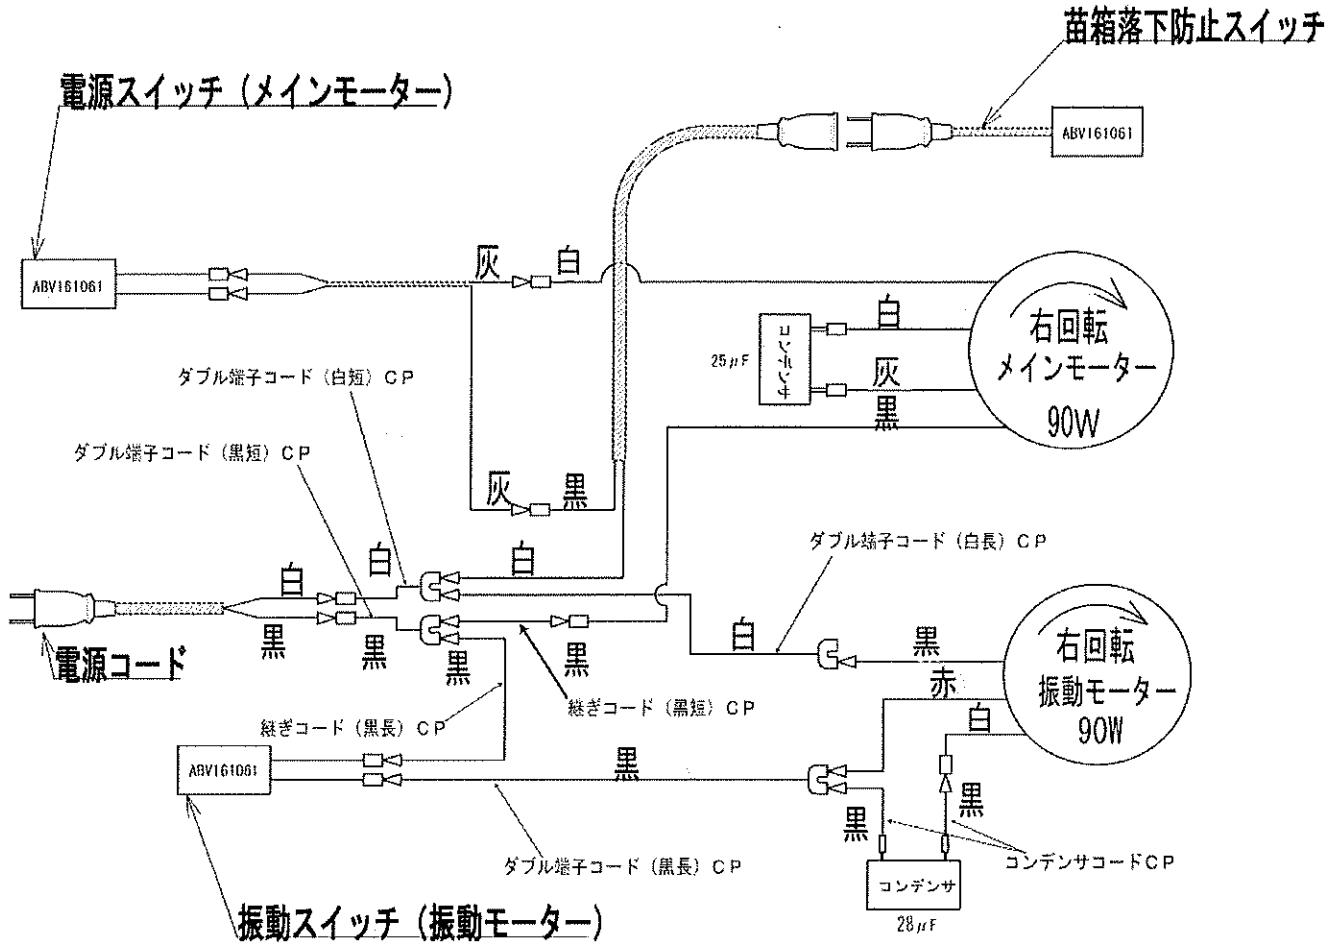 苗箱落下防止スイッチ
電源スイッチ(メインモーター)
ABV161061
ABV161061
灰
白
白
右回転
メインモーター
90W
コンデンサ
25μF
灰
黒
ダブル端子コード(白短)CP
ダブル端子コード(黒短)CP
灰
黒
ダブル端子コード(白長)CP
白
白
白
黒
黒
黒
黒
白
黒
赤
白
右回転
振動モーター
90W
電源コード
継ぎコード(黒短)CP
継ぎコード(黒長)CP
ABV161061
黒
黒
黒
ダブル端子コード(黒長)CP
コンデンサコードCP
コンデンサ
28μF
振動スイッチ(振動モーター)